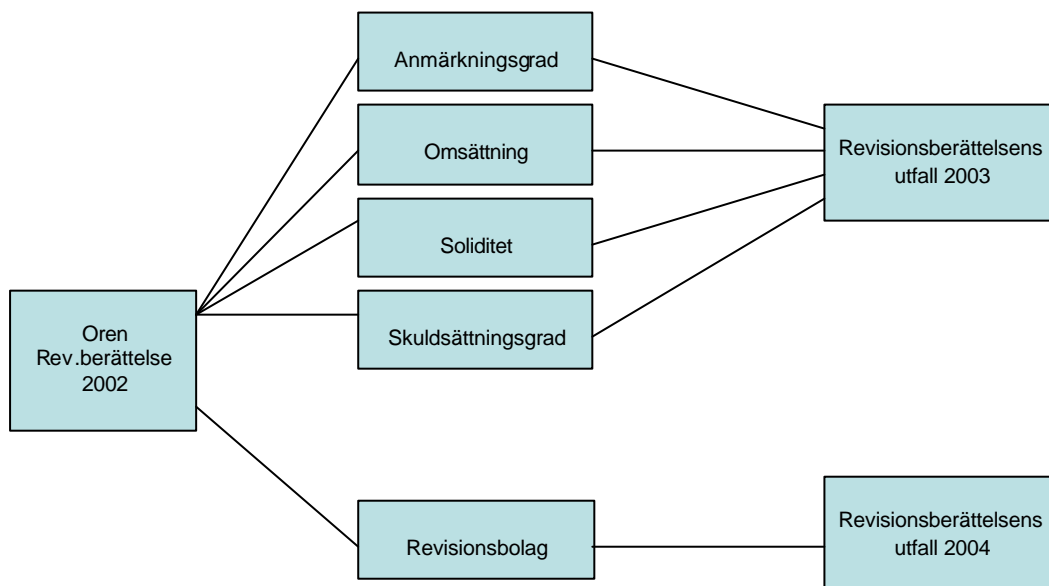 Anmärkningsgrad
Omsättning
Revisionsberättelsens
utfall 2003
Soliditet
Oren
Rev.berättelse
2002
Skuldsättningsgrad
Revisionsbolag
Revisionsberättelsens
utfall 2004